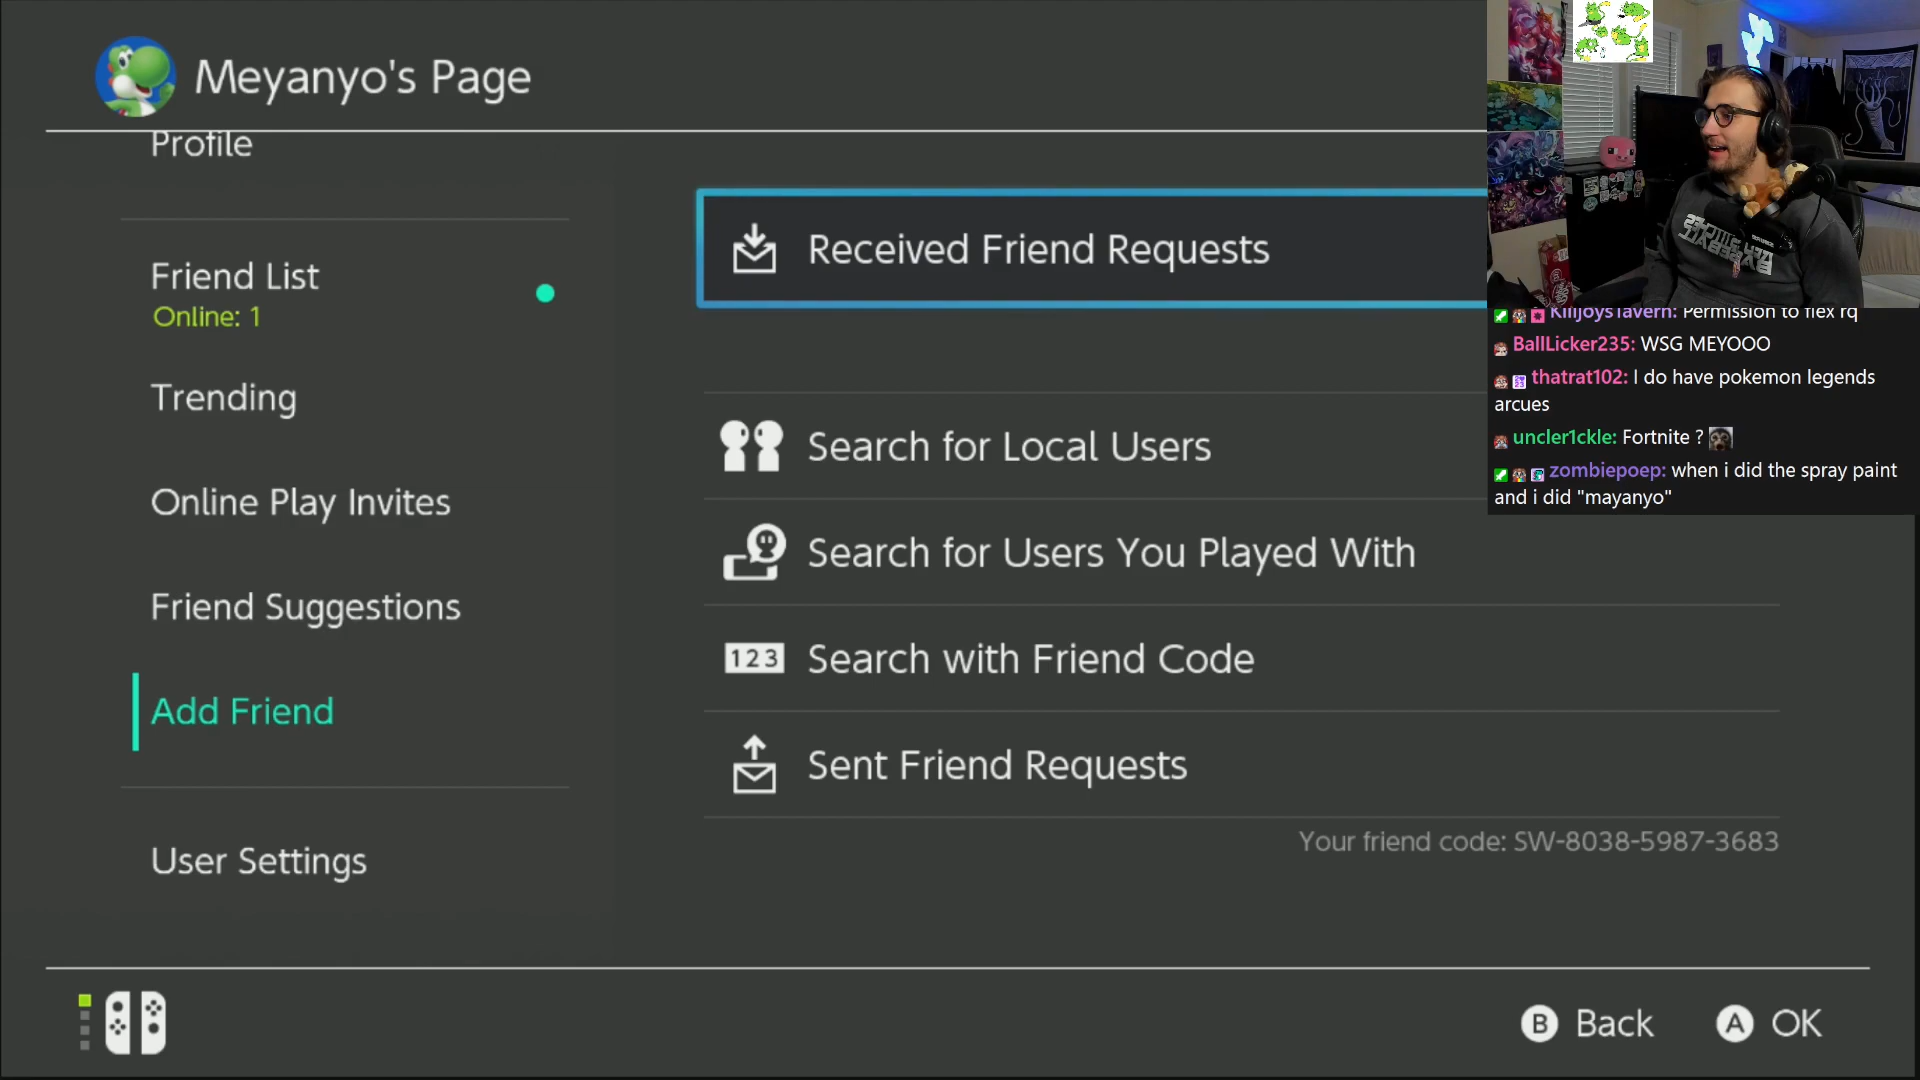 Meyanyo's Page
Profile
Friend List
Online: 1
Trending
Online Play Invites
Friend Suggestions
Add Friend
User Settings
Received Friend Requests
Search for Local Users
Search for Users You Played With
123 Search with Friend Code
Sent Friend Requests
Your friend code: SW-8038-5987-3683
KilljoysTavern: Permission to flex rq
BallLicker235: WSG MEYOOO
thatrat102: I do have pokemon legends
arcues
uncler1ckle: Fortnite ?
zombiepoep: when i did the spray paint
and i did "mayanyo"
B Back
A OK